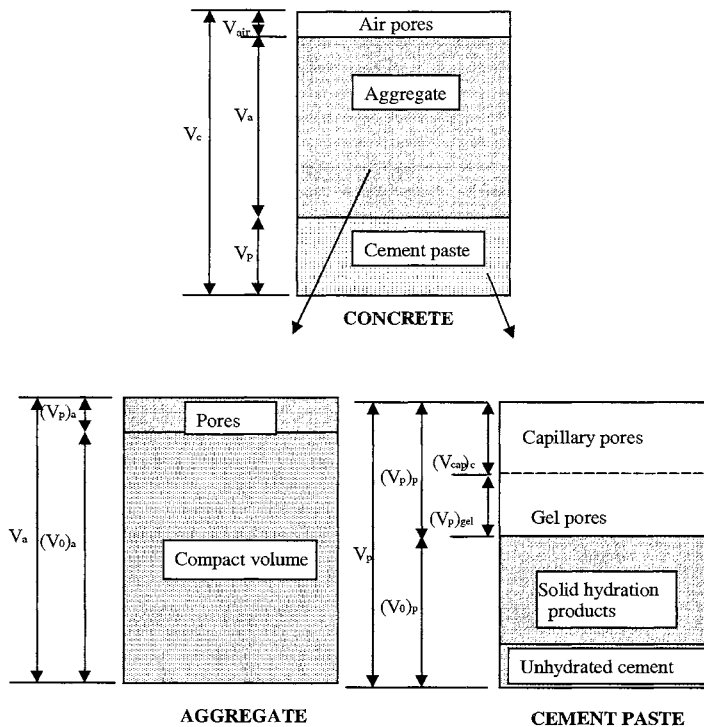 Air pores
V_air
Aggregate
V_a
V_c
V_p
Cement paste
CONCRETE
(V_p)_a
Pores
V_a
(V_0)_a
Compact volume
AGGREGATE
Capillary pores
(V_cap)_c
(V_p)_p
(V_p)_gel
Gel pores
V_p
(V_0)_p
Solid hydration
products
Unhydrated cement
CEMENT PASTE